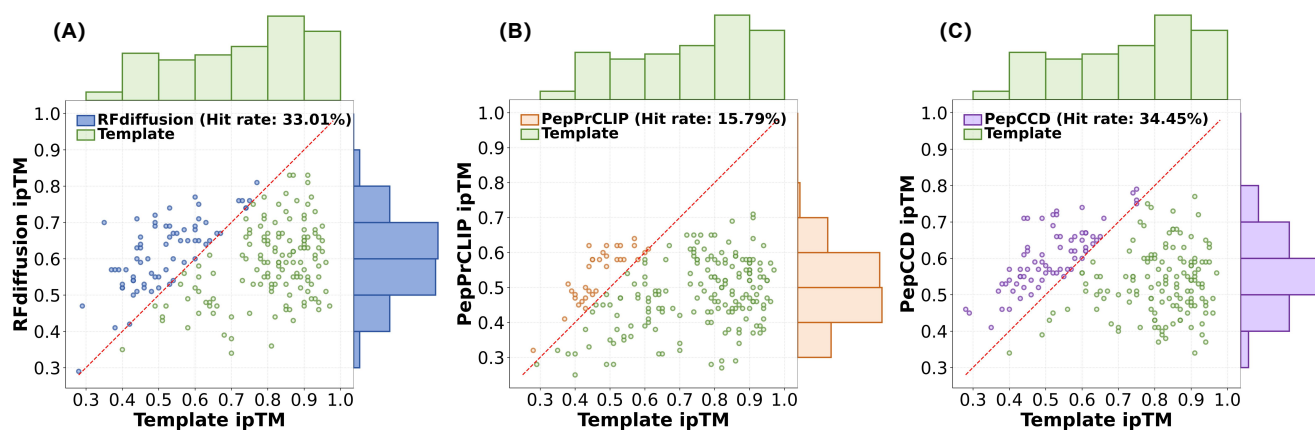 (A)
RFdiffusion (Hit rate: 33.01%)
Template
RFdiffusion ipTM
1.0
0.9
0.8
0.7
0.6
0.5
0.4
0.3
0.3 0.4 0.5 0.6 0.7 0.8 0.9 1.0
Template ipTM
(B)
PepPrCLIP (Hit rate: 15.79%)
Template
PepPrCLIP ipTM
1.0
0.9
0.8
0.7
0.6
0.5
0.4
0.3
0.3 0.4 0.5 0.6 0.7 0.8 0.9 1.0
Template ipTM
(C)
PepCCD (Hit rate: 34.45%)
Template
PepCCD ipTM
1.0
0.9
0.8
0.7
0.6
0.5
0.4
0.3
0.3 0.4 0.5 0.6 0.7 0.8 0.9 1.0
Template ipTM